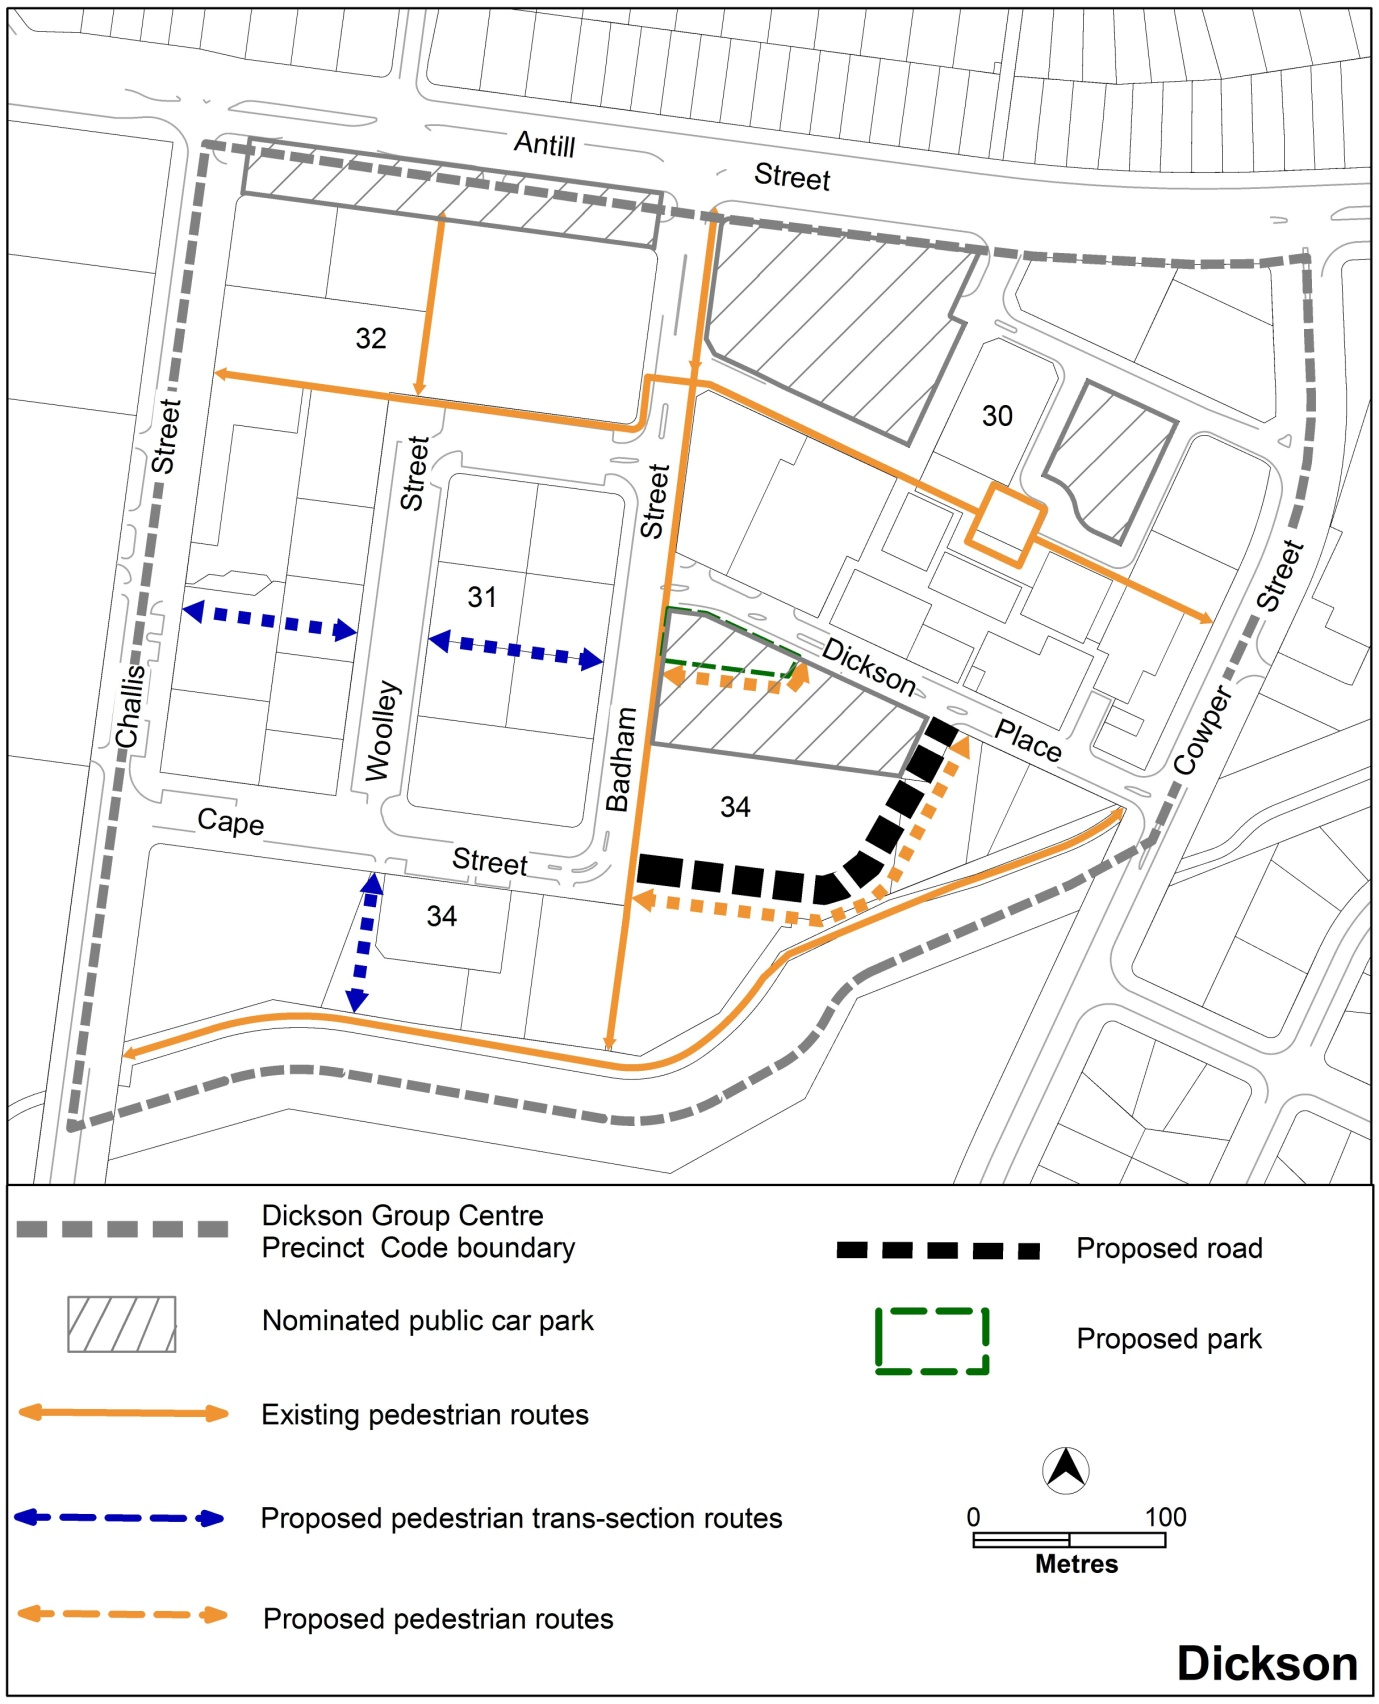 Antill
Street
32
30
Street
Street
Street
31
Street
Dickson
Challis
Woolley
Badham
Place
Cowper
34
Cape
Street
34
Dickson Group Centre
Precinct Code boundary
Proposed road
Nominated public car park
Proposed park
Existing pedestrian routes
Proposed pedestrian trans-section routes
0 100
Metres
Proposed pedestrian routes
Dickson